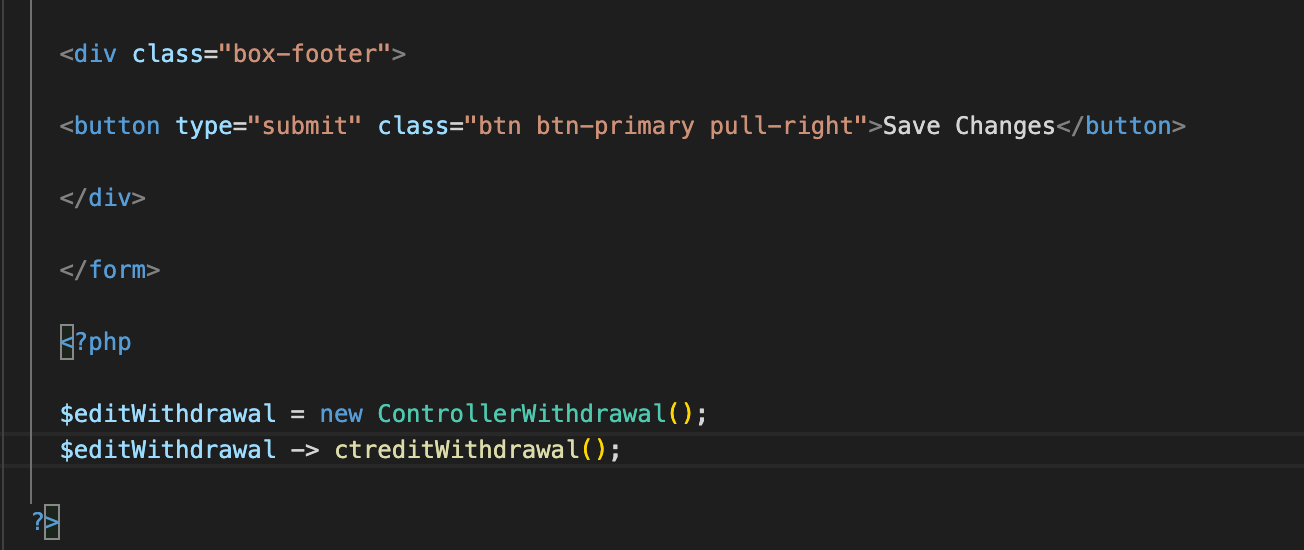 <div class="box-footer">
<button type="submit" class="btn btn-primary pull-right">Save Changes</button>
</div>
</form>
<?php
$editWithdrawal = new ControllerWithdrawal();
$editWithdrawal -> ctreditWithdrawal();
?>